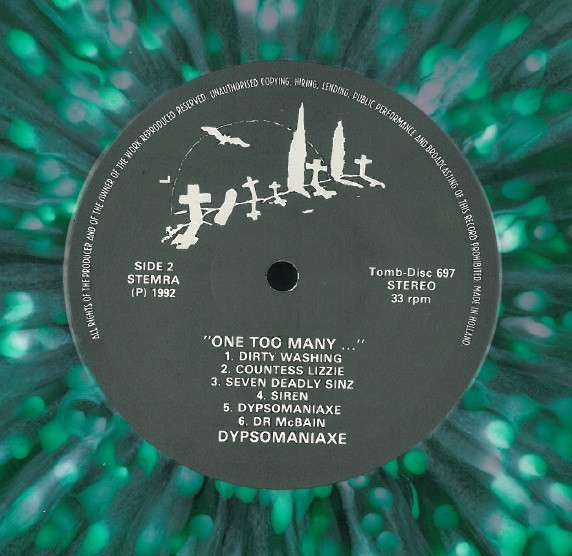 ALL RIGHTS OF THE PRODUCER AND OF THE OWNER OF THE WORK REPRODUCED RESERVED. UNAUTHORISED COPYING, HIRING, LENDING, PUBLIC PERFORMANCE AND BROADCASTING OF THIS RECORD PROHIBITED. MADE IN HOLLAND
SIDE 2
STEMRA
(P) 1992
Tomb-Disc 697
STEREO
33 rpm
"ONE TOO MANY ..."
1. DIRTY WASHING
2. COUNTESS LIZZIE
3. SEVEN DEADLY SINZ
4. SIREN
5. DYPSOMANIAXE
6. DR McBAIN
DYPSOMANIAXE